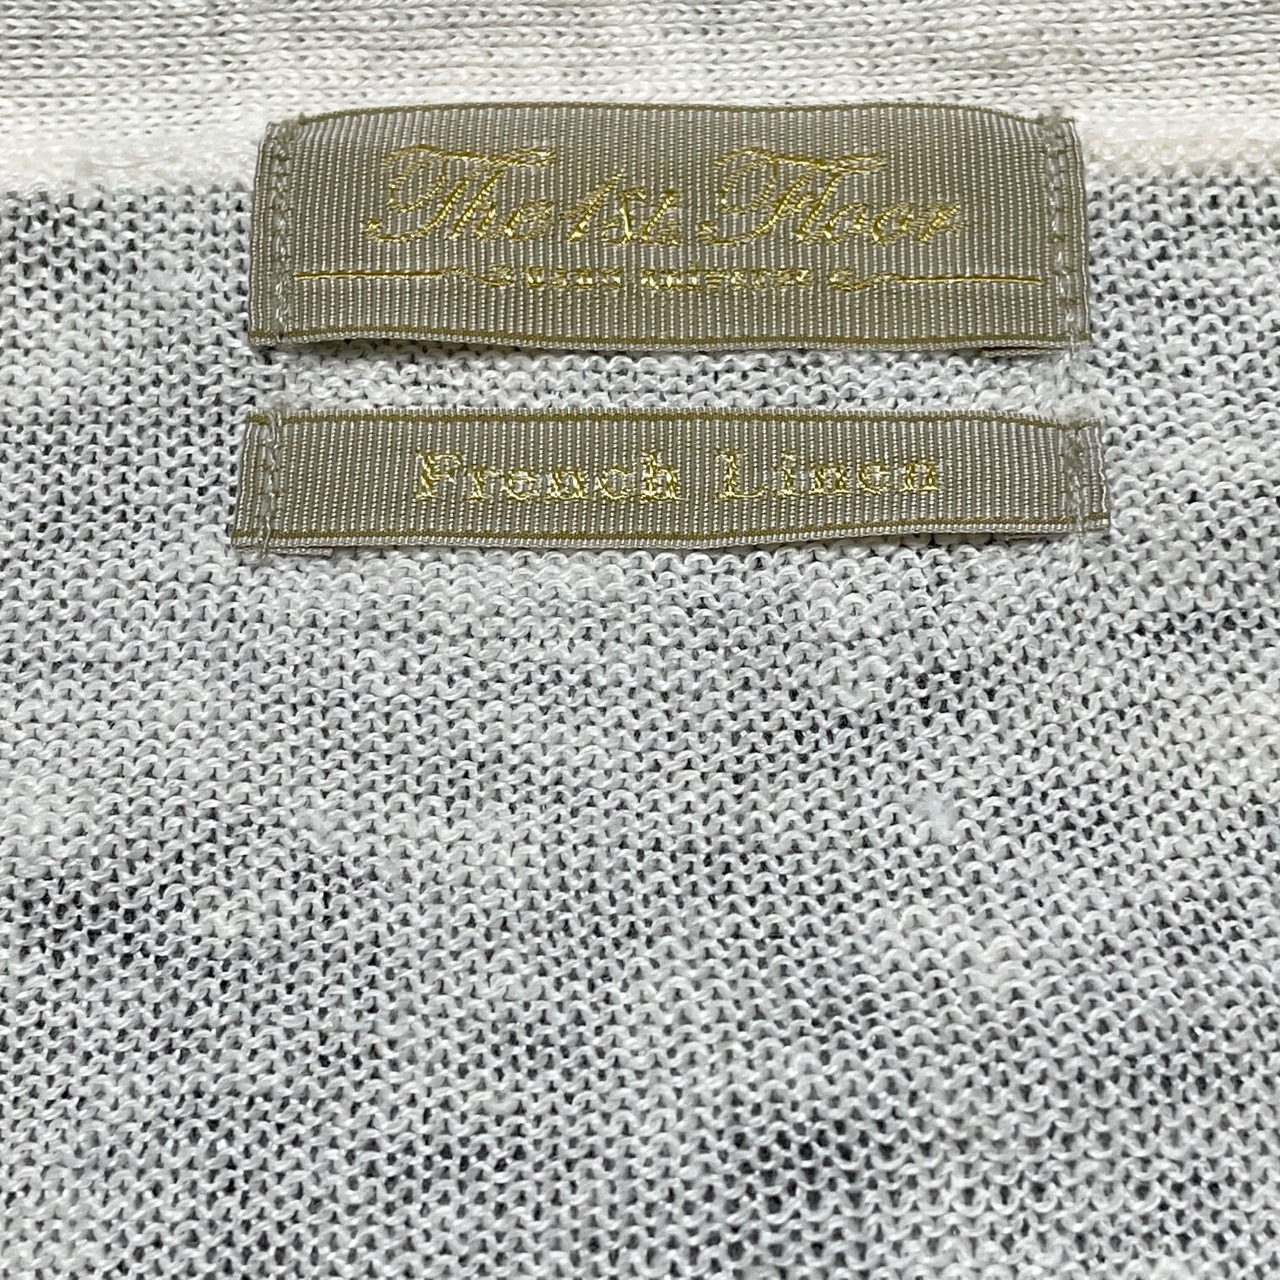 The 1st. Floor
French Linen